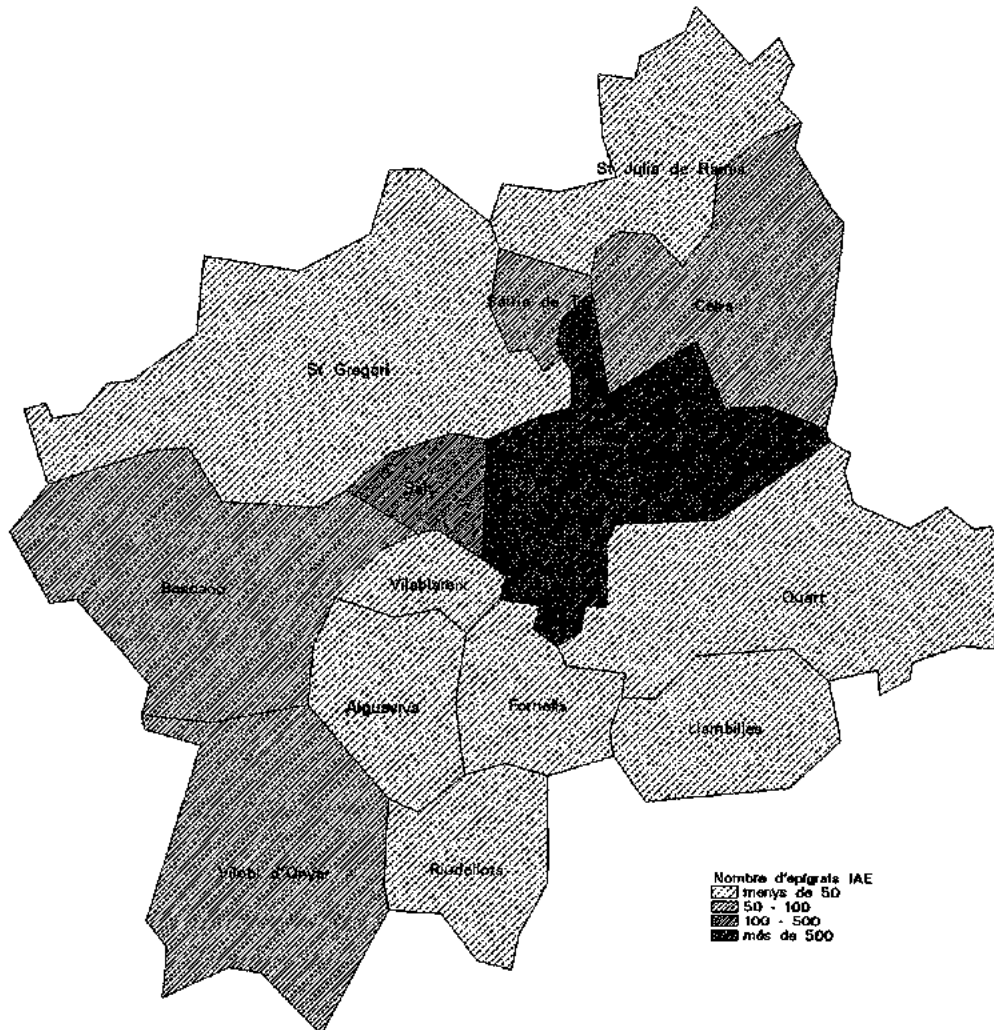 St Julià de Ramis
Sarrià de Ter
Celrà
St Gregori
Salt
Bescanó
Vilablareix
Quart
Aiguaviva
Fornells
Llambilles
Vilobí d'Onyar
Riudellots
Nombre d'epígrafs IAE
menys de 50
50 - 100
100 - 500
més de 500